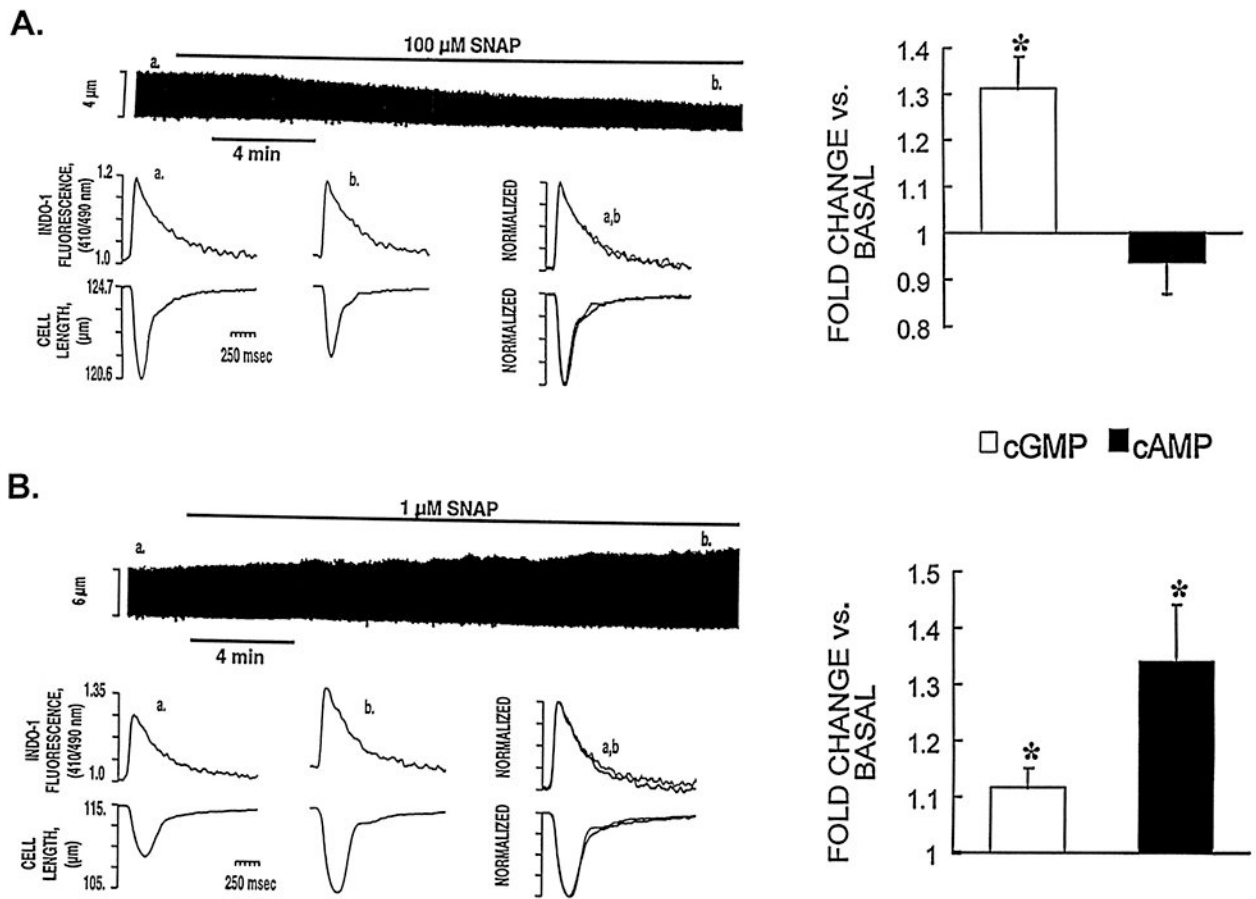 A.
100 µM SNAP
a.
b.
4 µm
4 min
1.2
1.0
INDO-1
FLUORESCENCE,
(410/490 nm)
a.
b.
NORMALIZED
a,b
124.7
120.6
CELL
LENGTH,
(µm)
250 msec
NORMALIZED
FOLD CHANGE vs.
BASAL
1.4
1.3
1.2
1.1
1
0.9
0.8
*
cGMP cAMP
B.
1 µM SNAP
a.
b.
6 µm
4 min
1.35
1.0
INDO-1
FLUORESCENCE,
(410/490 nm)
a.
b.
NORMALIZED
a,b
115.
105.
CELL
LENGTH,
(µm)
250 msec
NORMALIZED
FOLD CHANGE vs.
BASAL
1.5
1.4
1.3
1.2
1.1
1
*
*